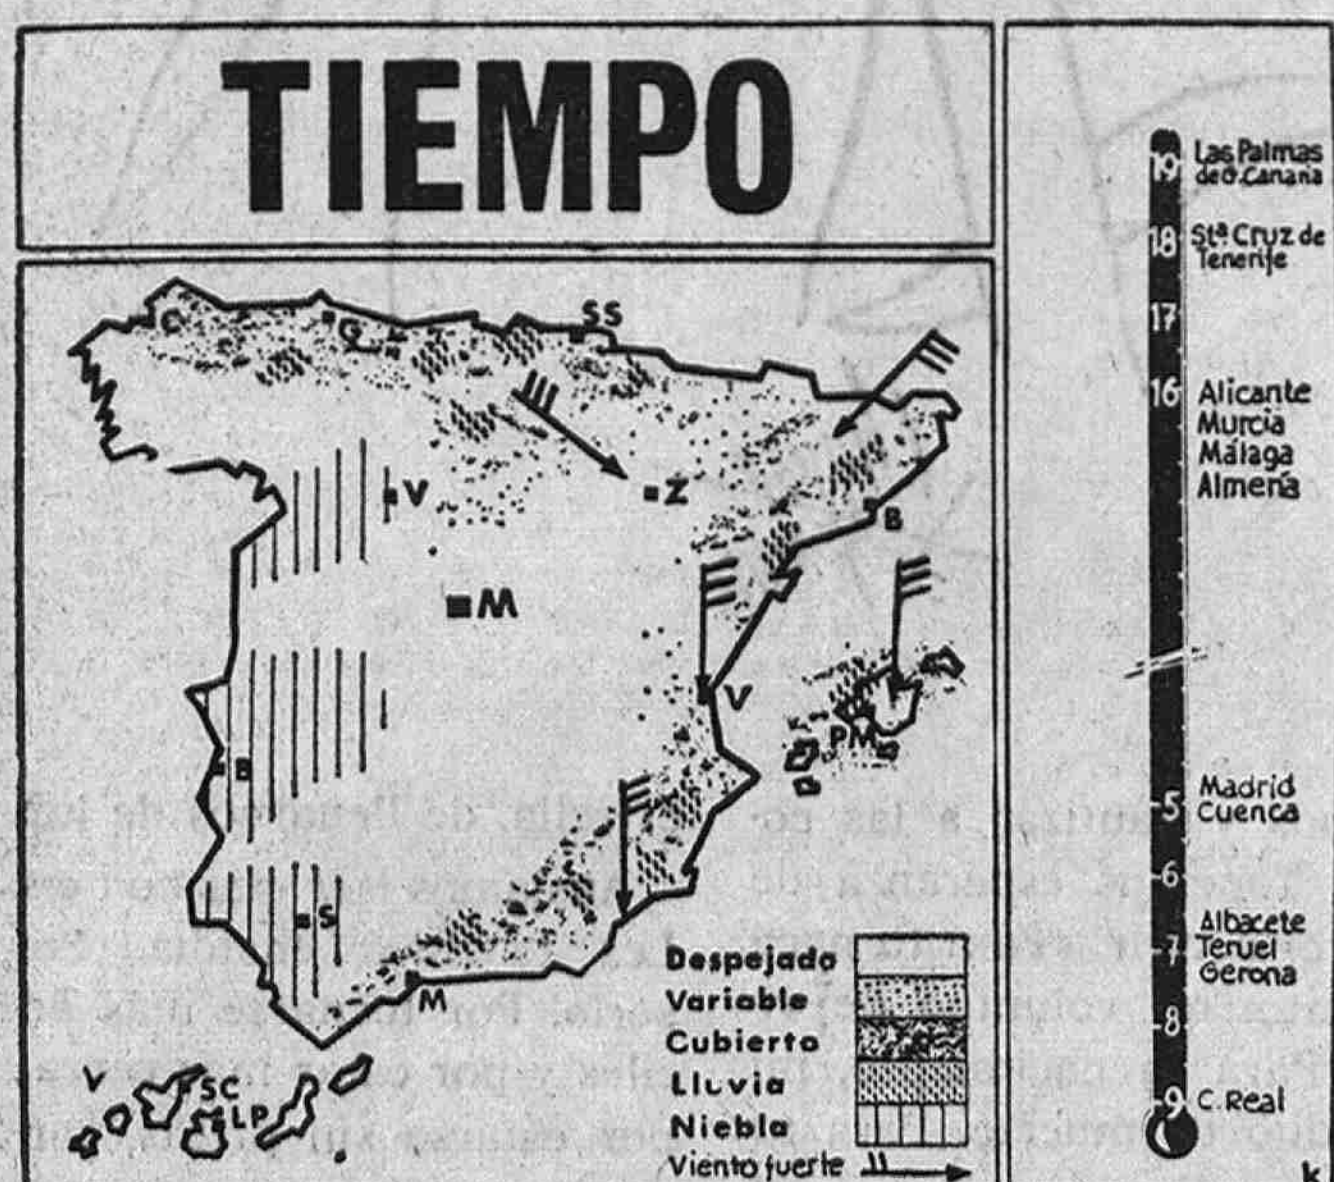 TIEMPO
C
G
SS
V
Z
B
M
V
PM
B
S
M
V
SC
LP
Despejado
Variable
Cubierto
Lluvia
Niebla
Viento fuerte
19 Las Palmas
de G. Canaria
18 Stª Cruz de
Tenerife
17
16 Alicante
Murcia
Málaga
Almería
Madrid
-5 Cuenca
-6
Albacete
-7 Teruel
Gerona
-8
-9 C. Real
k